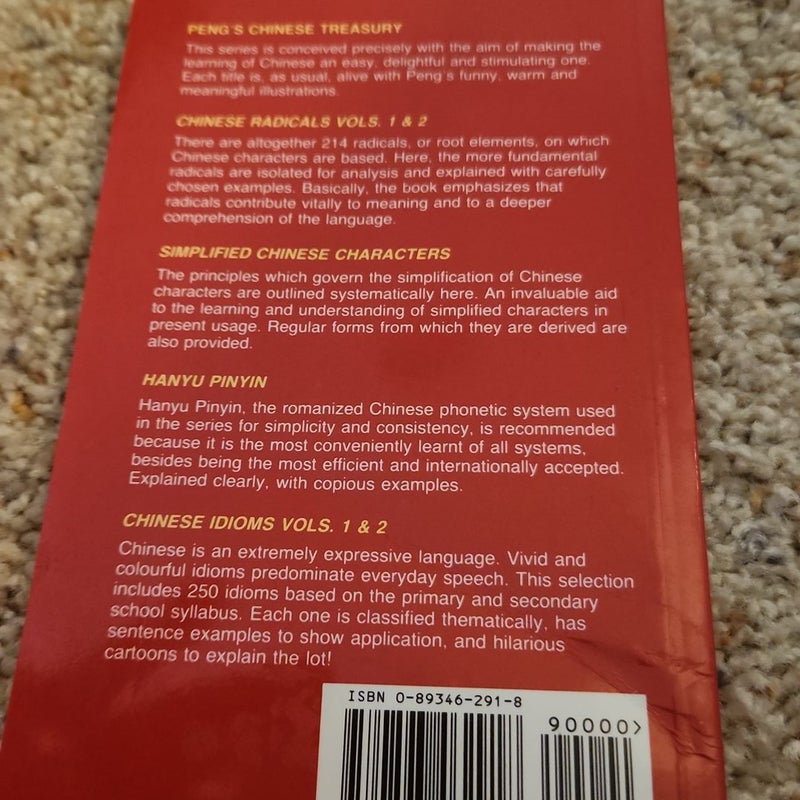 PENG'S CHINESE TREASURY
This series is conceived precisely with the aim of making the
learning of Chinese an easy, delightful and stimulating one.
Each title is, as usual, alive with Peng's funny, warm and
meaningful illustrations.
CHINESE RADICALS VOLS. 1 & 2
There are altogether 214 radicals, or root elements, on which
Chinese characters are based. Here, the more fundamental
radicals are isolated for analysis and explained with carefully
chosen examples. Basically, the book emphasizes that
radicals contribute vitally to meaning and to a deeper
comprehension of the language.
SIMPLIFIED CHINESE CHARACTERS
The principles which govern the simplification of Chinese
characters are outlined systematically here. An invaluable aid
to the learning and understanding of simplified characters in
present usage. Regular forms from which they are derived are
also provided.
HANYU PINYIN
Hanyu Pinyin, the romanized Chinese phonetic system used
in the series for simplicity and consistency, is recommended
because it is the most conveniently learnt of all systems,
besides being the most efficient and internationally accepted.
Explained clearly, with copious examples.
CHINESE IDIOMS VOLS. 1 & 2
Chinese is an extremely expressive language. Vivid and
colourful idioms predominate everyday speech. This selection
includes 250 idioms based on the primary and secondary
school syllabus. Each one is classified thematically, has
sentence examples to show application, and hilarious
cartoons to explain the lot!
ISBN 0-89346-291-8
90000>